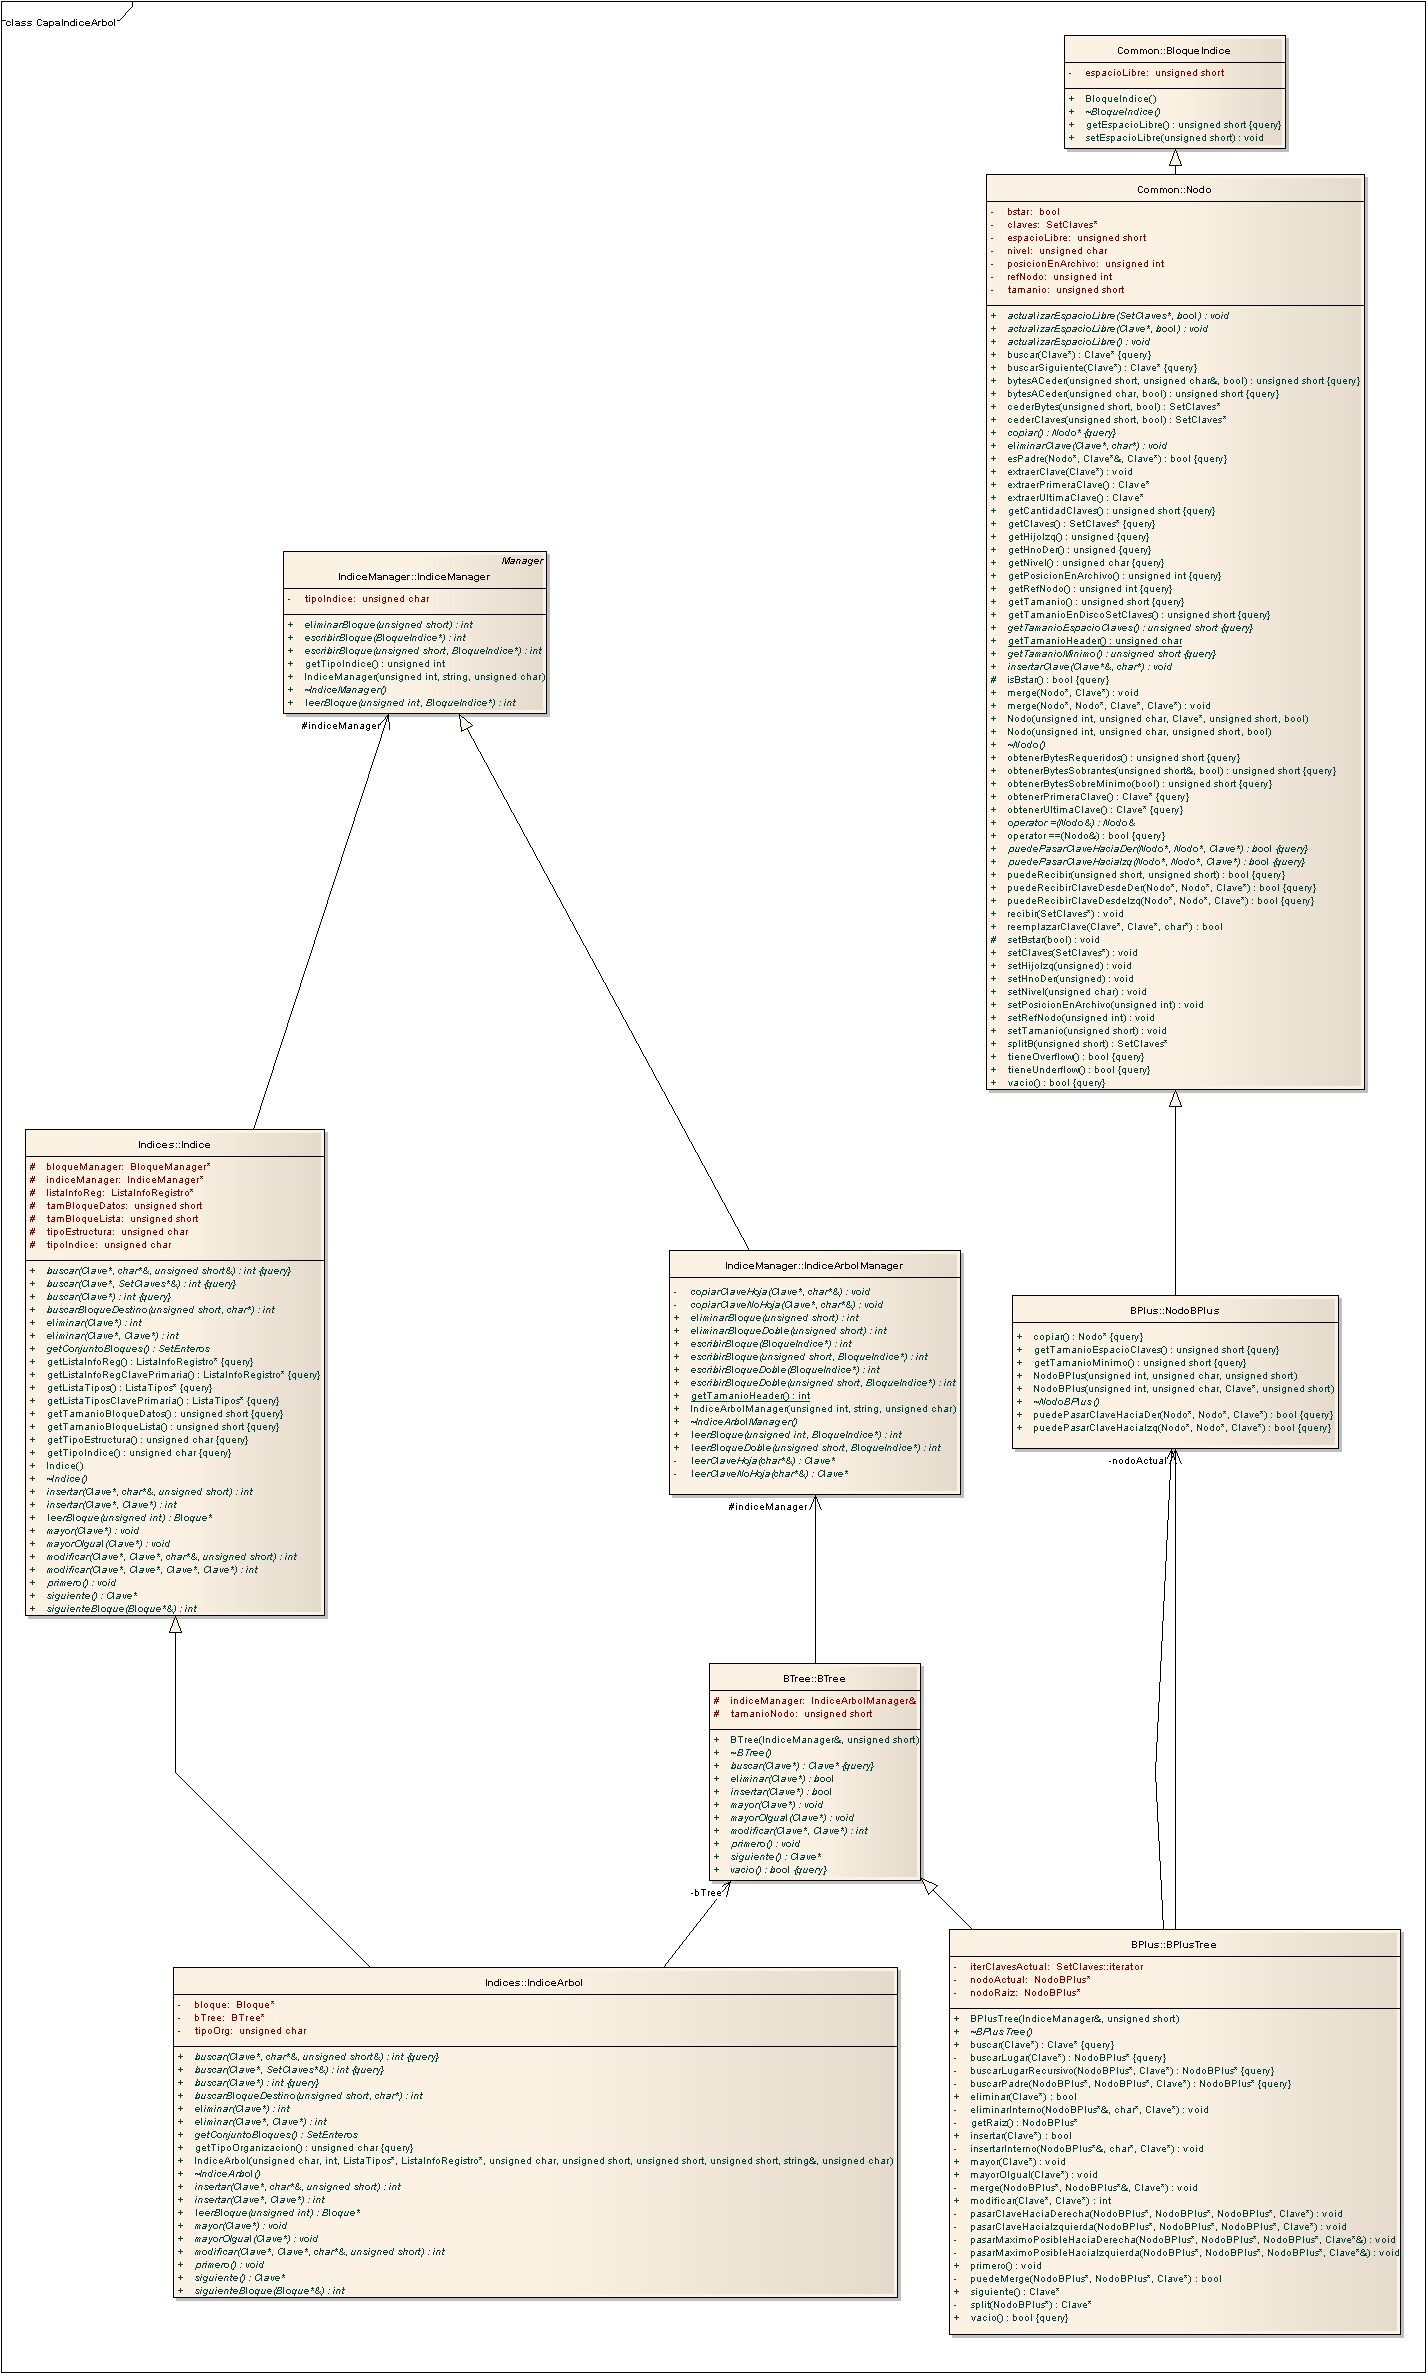 class CapaIndiceArbol
Common::BloqueIndice
- espacioLibre: unsigned short
+ BloqueIndice()
+ ~BloqueIndice()
+ getEspacioLibre() : unsigned short {query}
+ setEspacioLibre(unsigned short) : void
Common::Nodo
- bstar: bool
- claves: SetClaves*
- espacioLibre: unsigned short
- nivel: unsigned char
- posicionEnArchivo: unsigned int
- refNodo: unsigned int
- tamanio: unsigned short
+ actualizarEspacioLibre(SetClaves*, bool) : void
+ actualizarEspacioLibre(Clave*, bool) : void
+ actualizarEspacioLibre() : void
+ buscar(Clave*) : Clave* {query}
+ buscarSiguiente(Clave*) : Clave* {query}
+ bytesACeder(unsigned short, unsigned char&, bool) : unsigned short {query}
+ bytesACeder(unsigned char, bool) : unsigned short {query}
+ cederBytes(unsigned short, bool) : SetClaves*
+ cederClaves(unsigned short, bool) : SetClaves*
+ copiar() : Nodo* {query}
+ eliminarClave(Clave*, char*) : void
+ esPadre(Nodo*, Clave*&, Clave*) : bool {query}
+ extraerClave(Clave*) : void
+ extraerPrimeraClave() : Clave*
+ extraerUltimaClave() : Clave*
+ getCantidadClaves() : unsigned short {query}
+ getClaves() : SetClaves* {query}
+ getHijoIzq() : unsigned {query}
+ getHnoDer() : unsigned {query}
+ getNivel() : unsigned char {query}
+ getPosicionEnArchivo() : unsigned int {query}
+ getRefNodo() : unsigned int {query}
+ getTamanio() : unsigned short {query}
+ getTamanioEnDiscoSetClaves() : unsigned short {query}
+ getTamanioEspacioClaves() : unsigned short {query}
+ getTamanioHeader() : unsigned char
+ getTamanioMinimo() : unsigned short {query}
+ insertarClave(Clave*&, char*) : void
# isBstar() : bool {query}
+ merge(Nodo*, Clave*) : void
+ merge(Nodo*, Nodo*, Clave*, Clave*) : void
+ Nodo(unsigned int, unsigned char, Clave*, unsigned short, bool)
+ Nodo(unsigned int, unsigned char, unsigned short, bool)
+ ~Nodo()
+ obtenerBytesRequeridos() : unsigned short {query}
+ obtenerBytesSobrantes(unsigned short&, bool) : unsigned short {query}
+ obtenerBytesSobreMinimo(bool) : unsigned short {query}
+ obtenerPrimeraClave() : Clave* {query}
+ obtenerUltimaClave() : Clave* {query}
+ operator =(Nodo&) : Nodo&
+ operator ==(Nodo&) : bool {query}
+ puedePasarClaveHaciaDer(Nodo*, Nodo*, Clave*) : bool {query}
+ puedePasarClaveHaciaIzq(Nodo*, Nodo*, Clave*) : bool {query}
+ puedeRecibir(unsigned short, unsigned short) : bool {query}
+ puedeRecibirClaveDesdeDer(Nodo*, Nodo*, Clave*) : bool {query}
+ puedeRecibirClaveDesdeIzq(Nodo*, Nodo*, Clave*) : bool {query}
+ recibir(SetClaves*) : void
+ reemplazarClave(Clave*, Clave*, char*) : bool
# setBstar(bool) : void
+ setClaves(SetClaves*) : void
+ setHijoIzq(unsigned) : void
+ setHnoDer(unsigned) : void
+ setNivel(unsigned char) : void
+ setPosicionEnArchivo(unsigned int) : void
+ setRefNodo(unsigned int) : void
+ setTamanio(unsigned short) : void
+ splitB(unsigned short) : SetClaves*
+ tieneOverflow() : bool {query}
+ tieneUnderflow() : bool {query}
+ vacio() : bool {query}
Manager
IndiceManager::IndiceManager
- tipoIndice: unsigned char
+ eliminarBloque(unsigned short) : int
+ escribirBloque(BloqueIndice*) : int
+ escribirBloque(unsigned short, BloqueIndice*) : int
+ getTipoIndice() : unsigned int
+ IndiceManager(unsigned int, string, unsigned char)
+ ~IndiceManager()
+ leerBloque(unsigned int, BloqueIndice*) : int
#indiceManager
Indices::Indice
# bloqueManager: BloqueManager*
# indiceManager: IndiceManager*
# listaInfoReg: ListaInfoRegistro*
# tamBloqueDatos: unsigned short
# tamBloqueLista: unsigned short
# tipoEstructura: unsigned char
# tipoIndice: unsigned char
+ buscar(Clave*, char*&, unsigned short&) : int {query}
+ buscar(Clave*, SetClaves*&) : int {query}
+ buscar(Clave*) : int {query}
+ buscarBloqueDestino(unsigned short, char*) : int
+ eliminar(Clave*) : int
+ eliminar(Clave*, Clave*) : int
+ getConjuntoBloques() : SetEnteros
+ getListaInfoReg() : ListaInfoRegistro* {query}
+ getListaInfoRegClavePrimaria() : ListaInfoRegistro* {query}
+ getListaTipos() : ListaTipos* {query}
+ getListaTiposClavePrimaria() : ListaTipos* {query}
+ getTamanioBloqueDatos() : unsigned short {query}
+ getTamanioBloqueLista() : unsigned short {query}
+ getTipoEstructura() : unsigned char {query}
+ getTipoIndice() : unsigned char {query}
+ Indice()
+ ~Indice()
+ insertar(Clave*, char*&, unsigned short) : int
+ insertar(Clave*, Clave*) : int
+ leerBloque(unsigned int) : Bloque*
+ mayor(Clave*) : void
+ mayorOIgual(Clave*) : void
+ modificar(Clave*, Clave*, char*&, unsigned short) : int
+ modificar(Clave*, Clave*, Clave*, Clave*) : int
+ primero() : void
+ siguiente() : Clave*
+ siguienteBloque(Bloque*&) : int
IndiceManager::IndiceArbolManager
- copiarClaveHoja(Clave*, char*&) : void
- copiarClaveNoHoja(Clave*, char*&) : void
+ eliminarBloque(unsigned short) : int
+ eliminarBloqueDoble(unsigned short) : int
+ escribirBloque(BloqueIndice*) : int
+ escribirBloque(unsigned short, BloqueIndice*) : int
+ escribirBloqueDoble(BloqueIndice*) : int
+ escribirBloqueDoble(unsigned short, BloqueIndice*) : int
+ getTamanioHeader() : int
+ IndiceArbolManager(unsigned int, string, unsigned char)
+ ~IndiceArbolManager()
+ leerBloque(unsigned int, BloqueIndice*) : int
+ leerBloqueDoble(unsigned short, BloqueIndice*) : int
- leerClaveHoja(char*&) : Clave*
- leerClaveNoHoja(char*&) : Clave*
#indiceManager
BPlus::NodoBPlus
+ copiar() : Nodo* {query}
+ getTamanioEspacioClaves() : unsigned short {query}
+ getTamanioMinimo() : unsigned short {query}
+ NodoBPlus(unsigned int, unsigned char, unsigned short)
+ NodoBPlus(unsigned int, unsigned char, Clave*, unsigned short)
+ ~NodoBPlus()
+ puedePasarClaveHaciaDer(Nodo*, Nodo*, Clave*) : bool {query}
+ puedePasarClaveHaciaIzq(Nodo*, Nodo*, Clave*) : bool {query}
-nodoActual
BTree::BTree
# indiceManager: IndiceArbolManager&
# tamanioNodo: unsigned short
+ BTree(IndiceManager&, unsigned short)
+ ~BTree()
+ buscar(Clave*) : Clave* {query}
+ eliminar(Clave*) : bool
+ insertar(Clave*) : bool
+ mayor(Clave*) : void
+ mayorOIgual(Clave*) : void
+ modificar(Clave*, Clave*) : int
+ primero() : void
+ siguiente() : Clave*
+ vacio() : bool {query}
-bTree
Indices::IndiceArbol
- bloque: Bloque*
- bTree: BTree*
- tipoOrg: unsigned char
+ buscar(Clave*, char*&, unsigned short&) : int {query}
+ buscar(Clave*, SetClaves*&) : int {query}
+ buscar(Clave*) : int {query}
+ buscarBloqueDestino(unsigned short, char*) : int
+ eliminar(Clave*) : int
+ eliminar(Clave*, Clave*) : int
+ getConjuntoBloques() : SetEnteros
+ getTipoOrganizacion() : unsigned char {query}
+ IndiceArbol(unsigned char, int, ListaTipos*, ListaInfoRegistro*, unsigned char, unsigned short, unsigned short, unsigned short, string&, unsigned char)
+ ~IndiceArbol()
+ insertar(Clave*, char*&, unsigned short) : int
+ insertar(Clave*, Clave*) : int
+ leerBloque(unsigned int) : Bloque*
+ mayor(Clave*) : void
+ mayorOIgual(Clave*) : void
+ modificar(Clave*, Clave*, char*&, unsigned short) : int
+ primero() : void
+ siguiente() : Clave*
+ siguienteBloque(Bloque*&) : int
BPlus::BPlusTree
- iterClavesActual: SetClaves::iterator
- nodoActual: NodoBPlus*
- nodoRaiz: NodoBPlus*
+ BPlusTree(IndiceManager&, unsigned short)
+ ~BPlusTree()
+ buscar(Clave*) : Clave* {query}
- buscarLugar(Clave*) : NodoBPlus* {query}
- buscarLugarRecursivo(NodoBPlus*, Clave*) : NodoBPlus* {query}
- buscarPadre(NodoBPlus*, NodoBPlus*, Clave*) : NodoBPlus* {query}
+ eliminar(Clave*) : bool
- eliminarInterno(NodoBPlus*&, char*, Clave*) : void
- getRaiz() : NodoBPlus*
+ insertar(Clave*) : bool
- insertarInterno(NodoBPlus*&, char*, Clave*) : void
+ mayor(Clave*) : void
+ mayorOIgual(Clave*) : void
- merge(NodoBPlus*, NodoBPlus*&, Clave*) : void
+ modificar(Clave*, Clave*) : int
- pasarClaveHaciaDerecha(NodoBPlus*, NodoBPlus*, NodoBPlus*, Clave*) : void
- pasarClaveHaciaIzquierda(NodoBPlus*, NodoBPlus*, NodoBPlus*, Clave*) : void
- pasarMaximoPosibleHaciaDerecha(NodoBPlus*, NodoBPlus*, NodoBPlus*, Clave*&) : void
- pasarMaximoPosibleHaciaIzquierda(NodoBPlus*, NodoBPlus*, NodoBPlus*, Clave*&) : void
+ primero() : void
- puedeMerge(NodoBPlus*, NodoBPlus*, Clave*) : bool
+ siguiente() : Clave*
- split(NodoBPlus*) : Clave*
+ vacio() : bool {query}